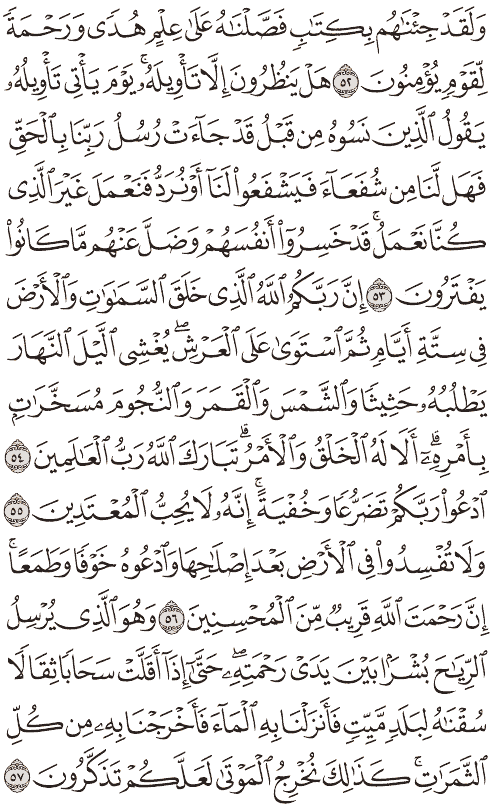 وَلَقَدْ جِئْنَٰهُم بِكِتَٰبٍ فَصَّلْنَٰهُ عَلَىٰ عِلْمٍ هُدًى وَرَحْمَةً
لِّقَوْمٍ يُؤْمِنُونَ ٥٢ هَلْ يَنظُرُونَ إِلَّا تَأْوِيلَهُۥ ۚ يَوْمَ يَأْتِى تَأْوِيلُهُۥ
يَقُولُ ٱلَّذِينَ نَسُوهُ مِن قَبْلُ قَدْ جَآءَتْ رُسُلُ رَبِّنَا بِٱلْحَقِّ
فَهَل لَّنَا مِن شُفَعَآءَ فَيَشْفَعُوا۟ لَنَآ أَوْ نُرَدُّ فَنَعْمَلَ غَيْرَ ٱلَّذِى
كُنَّا نَعْمَلُ ۚ قَدْ خَسِرُوٓا۟ أَنفُسَهُمْ وَضَلَّ عَنْهُم مَّا كَانُوا۟
يَفْتَرُونَ ٥٣ إِنَّ رَبَّكُمُ ٱللَّهُ ٱلَّذِى خَلَقَ ٱلسَّمَٰوَٰتِ وَٱلْأَرْضَ
فِى سِتَّةِ أَيَّامٍ ثُمَّ ٱسْتَوَىٰ عَلَى ٱلْعَرْشِ ۖ يُغْشِى ٱلَّيْلَ ٱلنَّهَارَ
يَطْلُبُهُۥ حَثِيثًا وَٱلشَّمْسَ وَٱلْقَمَرَ وَٱلنُّجُومَ مُسَخَّرَٰتٍۭ
بِأَمْرِهِۦٓ ۗ أَلَا لَهُ ٱلْخَلْقُ وَٱلْأَمْرُ ۗ تَبَارَكَ ٱللَّهُ رَبُّ ٱلْعَٰلَمِينَ ٥٤
ٱدْعُوا۟ رَبَّكُمْ تَضَرُّعًا وَخُفْيَةً ۚ إِنَّهُۥ لَا يُحِبُّ ٱلْمُعْتَدِينَ ٥٥
وَلَا تُفْسِدُوا۟ فِى ٱلْأَرْضِ بَعْدَ إِصْلَٰحِهَا وَٱدْعُوهُ خَوْفًا وَطَمَعًا ۚ
إِنَّ رَحْمَتَ ٱللَّهِ قَرِيبٌ مِّنَ ٱلْمُحْسِنِينَ ٥٦ وَهُوَ ٱلَّذِى يُرْسِلُ
ٱلرِّيَٰحَ بُشْرًۢا بَيْنَ يَدَىْ رَحْمَتِهِۦ ۖ حَتَّىٰٓ إِذَآ أَقَلَّتْ سَحَابًا ثِقَالًا
سُقْنَٰهُ لِبَلَدٍ مَّيِّتٍ فَأَنزَلْنَا بِهِ ٱلْمَآءَ فَأَخْرَجْنَا بِهِۦ مِن كُلِّ
ٱلثَّمَرَٰتِ ۚ كَذَٰلِكَ نُخْرِجُ ٱلْمَوْتَىٰ لَعَلَّكُمْ تَذَكَّرُونَ ٥٧